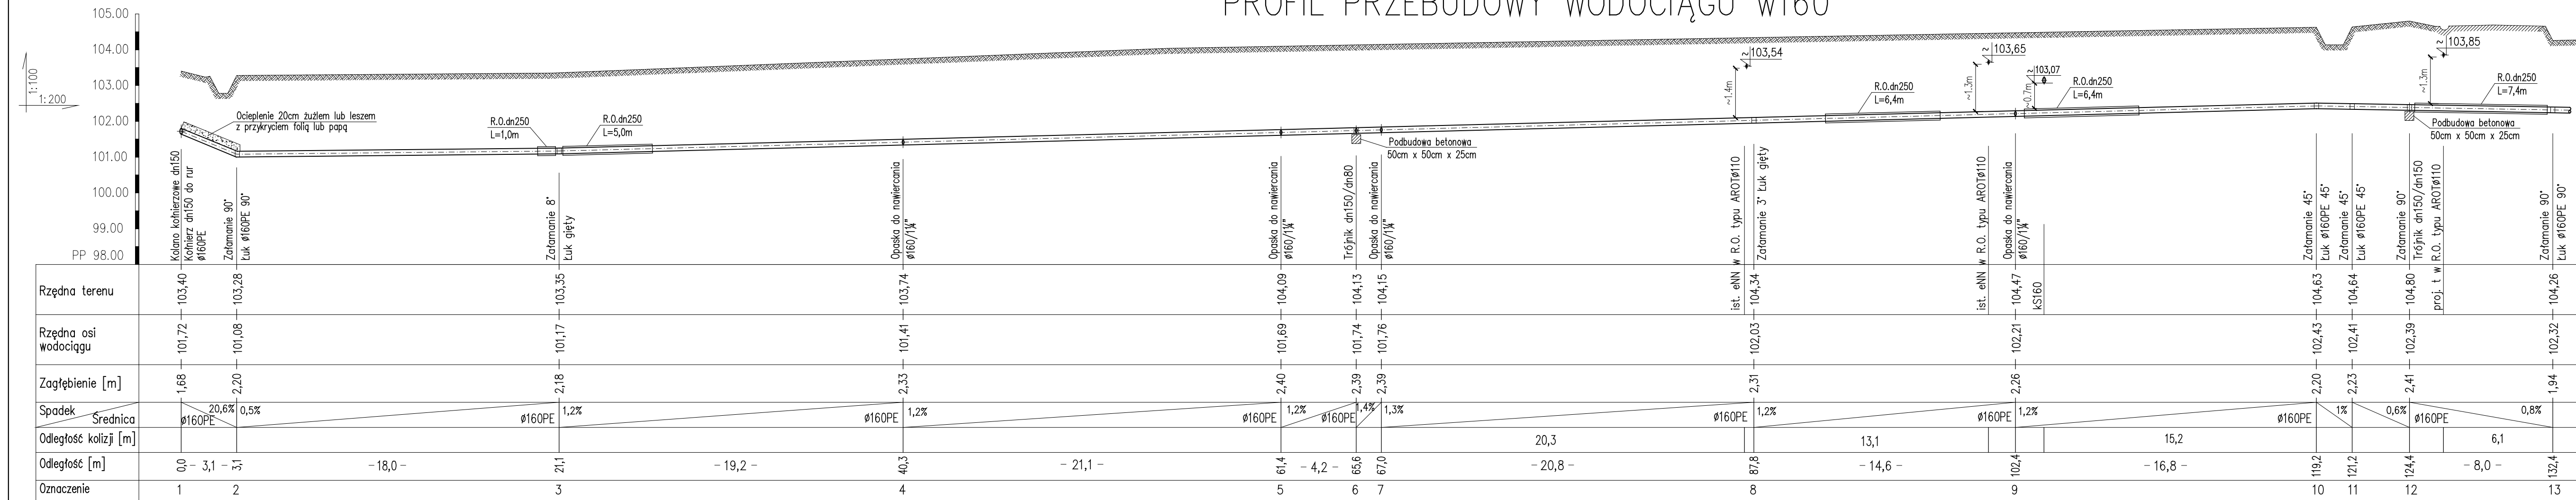 PROFIL PRZEBUDOWY WODOCIĄGU w160
105.00
104.00
103.00
102.00
101.00
100.00
99.00
PP 98.00
1:100
1:200
Ocieplenie 20cm żużlem lub leszem
z przykryciem folią lub papą
R.O.dn250
L=1,0m
R.O.dn250
L=5,0m
Podbudowa betonowa
50cm x 50cm x 25cm
~
103,54
~1.4m
R.O.dn250
L=6,4m
~
103,65
~1.3m
~
103,07
~0.7m
R.O.dn250
L=6,4m
~
103,85
~1.3m
R.O.dn250
L=7,4m
Podbudowa betonowa
50cm x 50cm x 25cm
Kolano kołnierzowe dn150
Kołnierz dn150 do rur
ø160PE
Załamanie 90°
Łuk ø160PE 90°
Załamanie 8°
Łuk gięty
Opaska do nawiercania
ø160/1¼"
Opaska do nawiercania
ø160/1¼"
Trójnik dn150/dn80
Opaska do nawiercania
ø160/1¼"
ist. eNN w R.O. typu AROTø110
Załamanie 3° Łuk gięty
ist. eNN w R.O. typu AROTø110
Opaska do nawiercania
ø160/1¼"
kS160
Załamanie 45°
Łuk ø160PE 45°
Załamanie 45°
Łuk ø160PE 45°
Załamanie 90°
Trójnik dn150/dn150
proj. t w R.O. typu AROTø110
Załamanie 90°
Łuk ø160PE 90°
Rzędna terenu
103,40 103,28 103,35 103,74 104,09 104,13 104,15 104,34 104,47 104,63 104,64 104,80 104,26
Rzędna osi
wodociągu
101,72 101,08 101,17 101,41 101,69 101,74 101,76 102,03 102,21 102,43 102,41 102,39 102,32
Zagłębienie [m]
1,68 2,20 2,18 2,33 2,40 2,39 2,39 2,31 2,26 2,20 2,23 2,41 1,94
Spadek
Średnica
20,6% 0,5% 1,2% 1,2% 1,2% 1,4% 1,3% 1,2% 1,2% 1% 0,6% 0,8%
ø160PE ø160PE ø160PE ø160PE ø160PE ø160PE ø160PE ø160PE ø160PE
Odległość kolizji [m]
20,3 13,1 15,2 6,1
Odległość [m]
0,0 - 3,1 - 3,1 -18,0- 21,1 -19,2- 40,3 - 21,1 - 61,4 - 4,2 - 65,6 67,0 -20,8- 87,8 -14,6- 102,4 -16,8- 119,2 121,2 124,4 - 8,0 - 132,4
Oznaczenie
1 2 3 4 5 6 7 8 9 10 11 12 13